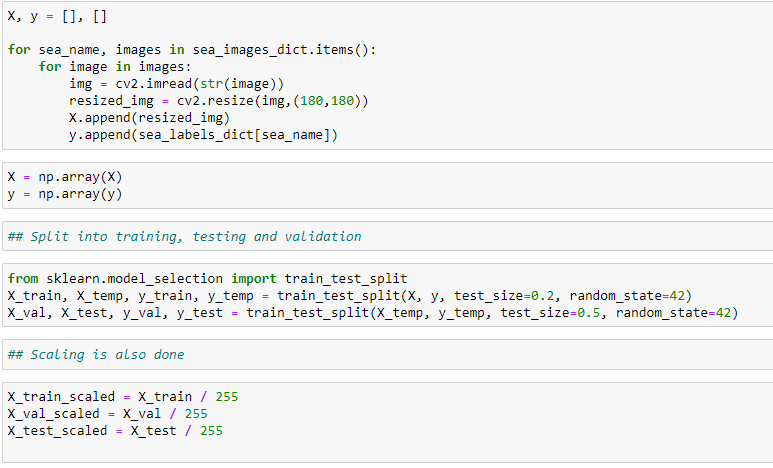 X, y = [], []
for sea_name, images in sea_images_dict.items():
    for image in images:
        img = cv2.imread(str(image))
        resized_img = cv2.resize(img,(180,180))
        X.append(resized_img)
        y.append(sea_labels_dict[sea_name])
X = np.array(X)
y = np.array(y)
## Split into training, testing and validation
from sklearn.model_selection import train_test_split
X_train, X_temp, y_train, y_temp = train_test_split(X, y, test_size=0.2, random_state=42)
X_val, X_test, y_val, y_test = train_test_split(X_temp, y_temp, test_size=0.5, random_state=42)
## Scaling is also done
X_train_scaled = X_train / 255
X_val_scaled = X_val / 255
X_test_scaled = X_test / 255